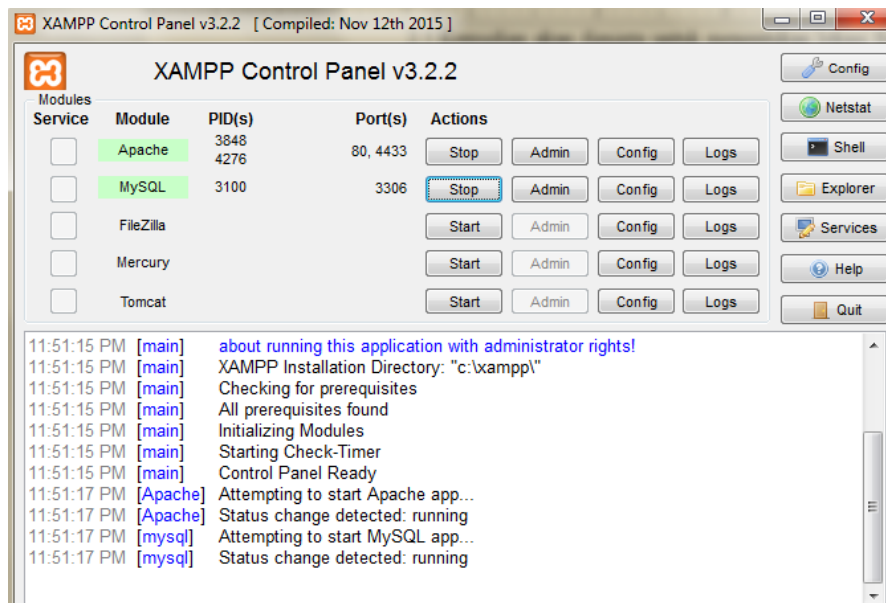 XAMPP Control Panel v3.2.2 [ Compiled: Nov 12th 2015 ]
XAMPP Control Panel v3.2.2
Config
Modules
Service Module PID(s) Port(s) Actions
Netstat
Apache 3848 4276 80, 4433 Stop Admin Config Logs
Shell
MySQL 3100 3306 Stop Admin Config Logs
Explorer
FileZilla Start Admin Config Logs
Services
Mercury Start Admin Config Logs
Help
Tomcat Start Admin Config Logs
Quit
11:51:15 PM [main] about running this application with administrator rights!
11:51:15 PM [main] XAMPP Installation Directory: "c:\xampp\"
11:51:15 PM [main] Checking for prerequisites
11:51:15 PM [main] All prerequisites found
11:51:15 PM [main] Initializing Modules
11:51:15 PM [main] Starting Check-Timer
11:51:15 PM [main] Control Panel Ready
11:51:17 PM [Apache] Attempting to start Apache app...
11:51:17 PM [Apache] Status change detected: running
11:51:17 PM [mysql] Attempting to start MySQL app...
11:51:17 PM [mysql] Status change detected: running